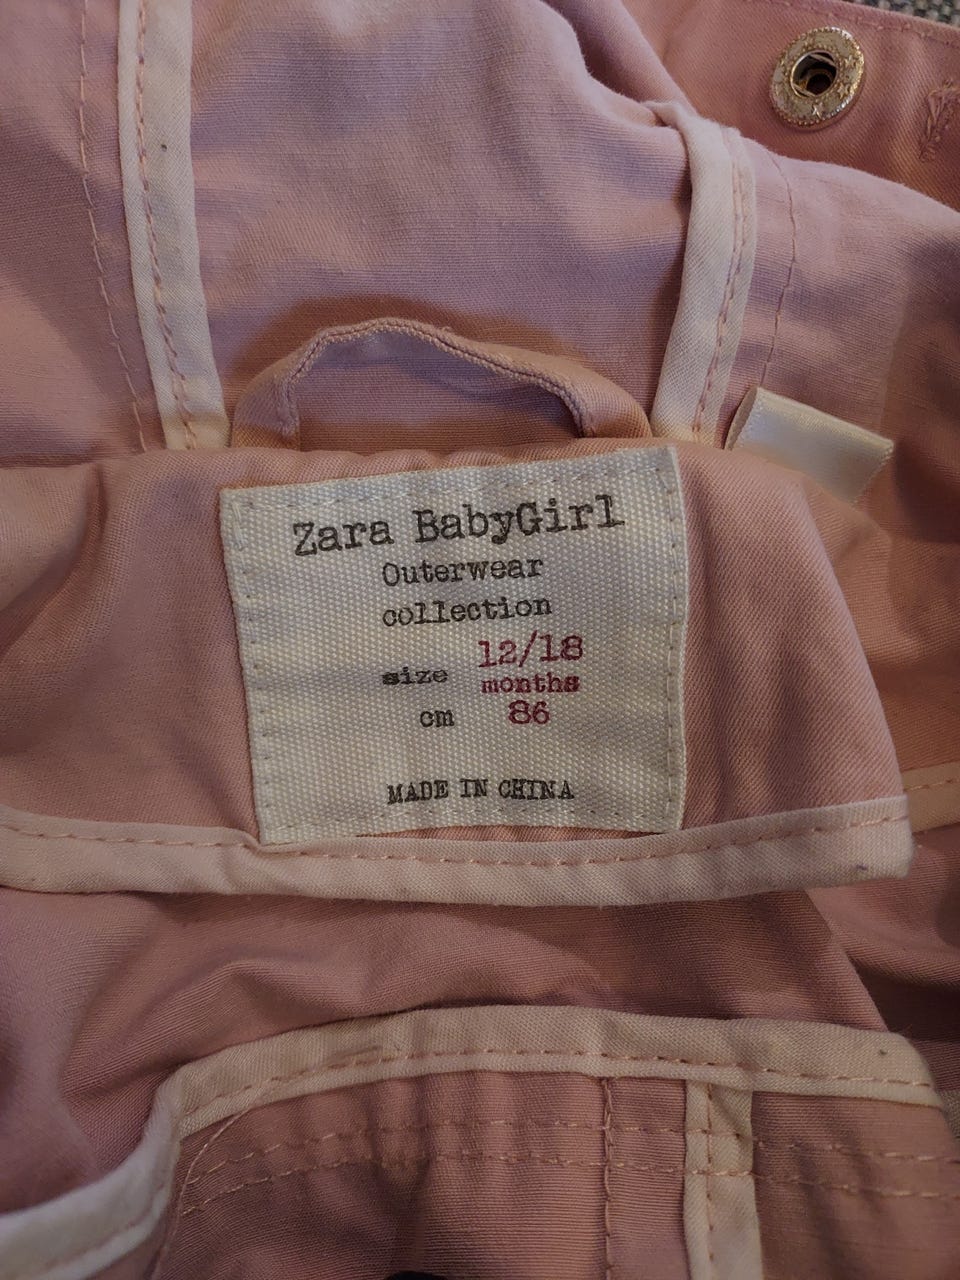 Zara BabyGirl
Outerwear
collection
size 12/18
months
cm 86
MADE IN CHINA